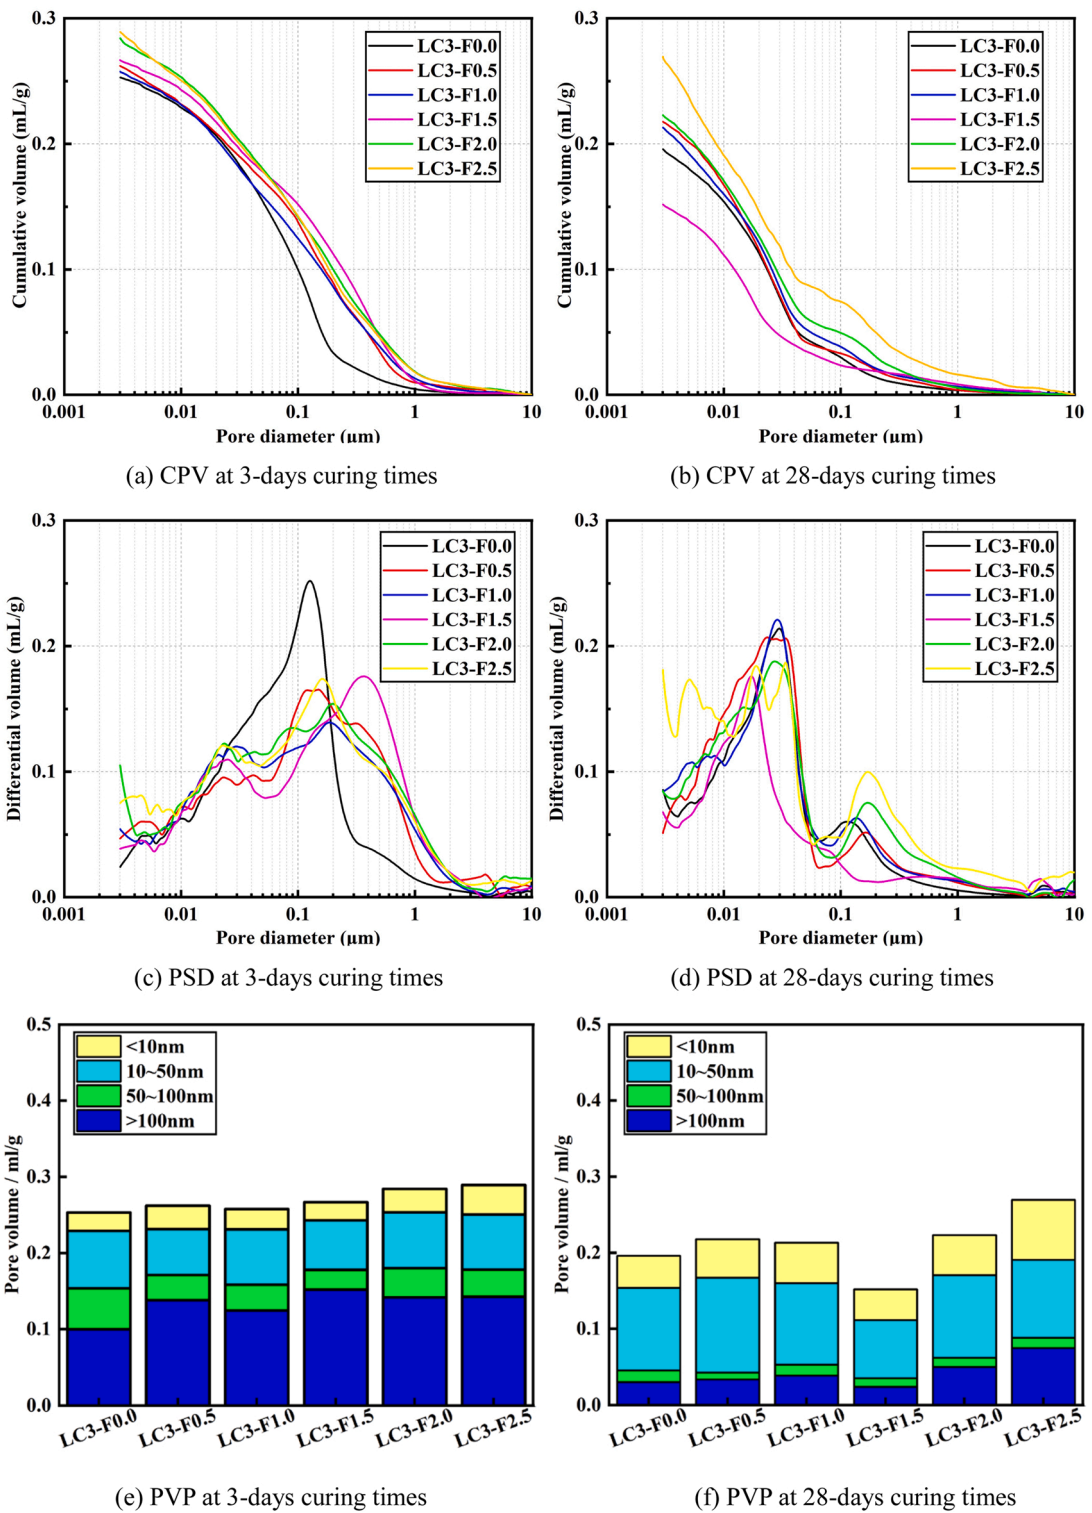 0.3
0.2
0.1
0.0
Cumulative volume (mL/g)
LC3-F0.0
LC3-F0.5
LC3-F1.0
LC3-F1.5
LC3-F2.0
LC3-F2.5
0.001 0.01 0.1 1 10
Pore diameter (μm)
(a) CPV at 3-days curing times
0.3
0.2
0.1
0.0
Cumulative volume (mL/g)
LC3-F0.0
LC3-F0.5
LC3-F1.0
LC3-F1.5
LC3-F2.0
LC3-F2.5
0.001 0.01 0.1 1 10
Pore diameter (μm)
(b) CPV at 28-days curing times
0.3
0.2
0.1
0.0
Differential volume (mL/g)
LC3-F0.0
LC3-F0.5
LC3-F1.0
LC3-F1.5
LC3-F2.0
LC3-F2.5
0.001 0.01 0.1 1 10
Pore diameter (μm)
(c) PSD at 3-days curing times
0.3
0.2
0.1
0.0
Differential volume (mL/g)
LC3-F0.0
LC3-F0.5
LC3-F1.0
LC3-F1.5
LC3-F2.0
LC3-F2.5
0.001 0.01 0.1 1 10
Pore diameter (μm)
(d) PSD at 28-days curing times
0.5
0.4
0.3
0.2
0.1
0.0
Pore volume / ml/g
<10nm
10~50nm
50~100nm
>100nm
LC3-F0.0 LC3-F0.5 LC3-F1.0 LC3-F1.5 LC3-F2.0 LC3-F2.5
(e) PVP at 3-days curing times
0.5
0.4
0.3
0.2
0.1
0.0
Pore volume / ml/g
<10nm
10~50nm
50~100nm
>100nm
LC3-F0.0 LC3-F0.5 LC3-F1.0 LC3-F1.5 LC3-F2.0 LC3-F2.5
(f) PVP at 28-days curing times